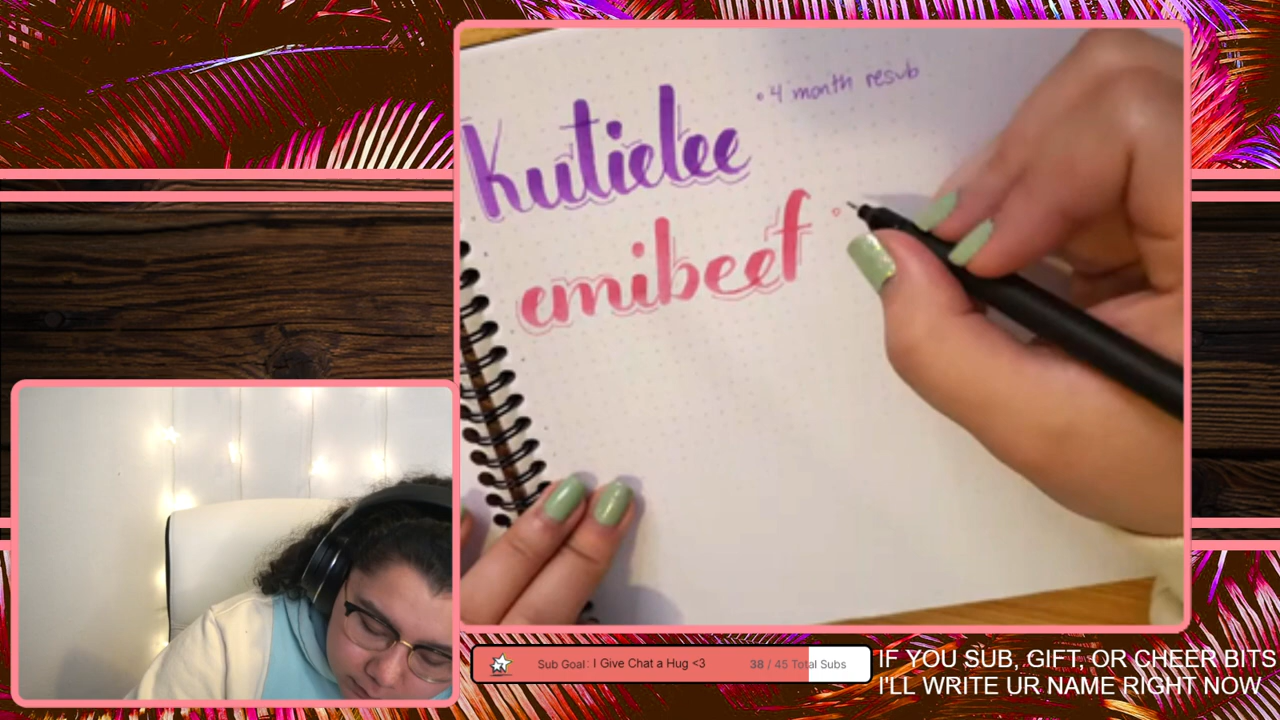 Kutielee
• 4 month resub
emibeef
Sub Goal: I Give Chat a Hug <3
38 / 45 Total Subs
IF YOU SUB, GIFT, OR CHEER BITS
I'LL WRITE UR NAME RIGHT NOW